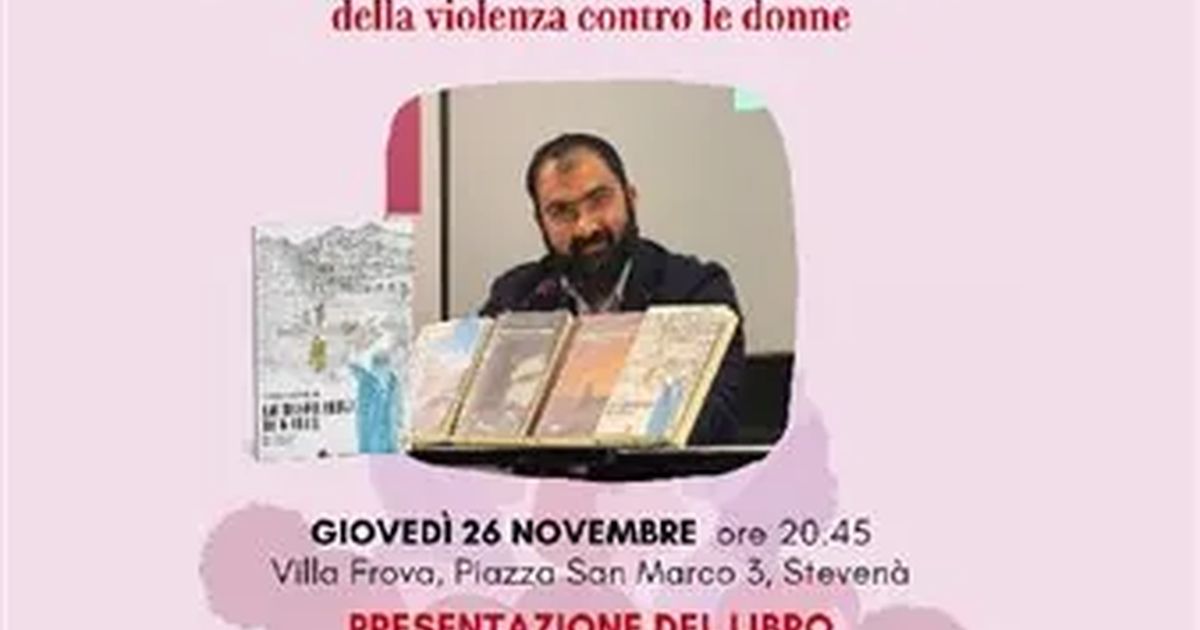 della violenza contro le donne
GIOVEDÌ 26 NOVEMBRE ore 20.45
Villa Frova, Piazza San Marco 3, Stevenà
PRESENTAZIONE DEL LIBRO